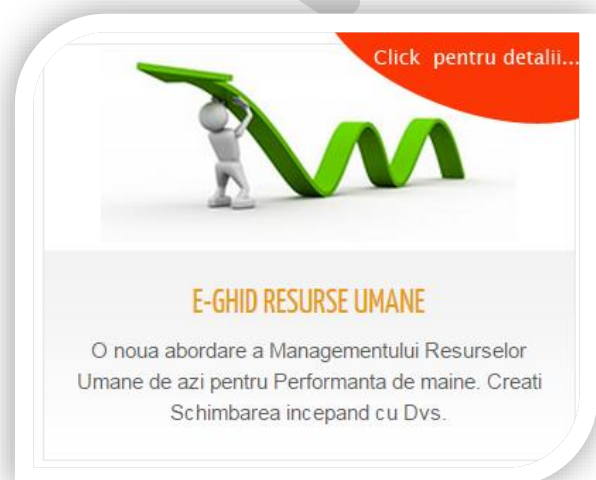 Click pentru detalii...
E-GHID RESURSE UMANE
O noua abordare a Managementului Resurselor
Umane de azi pentru Performanta de maine. Creati
Schimbarea incepand cu Dvs.